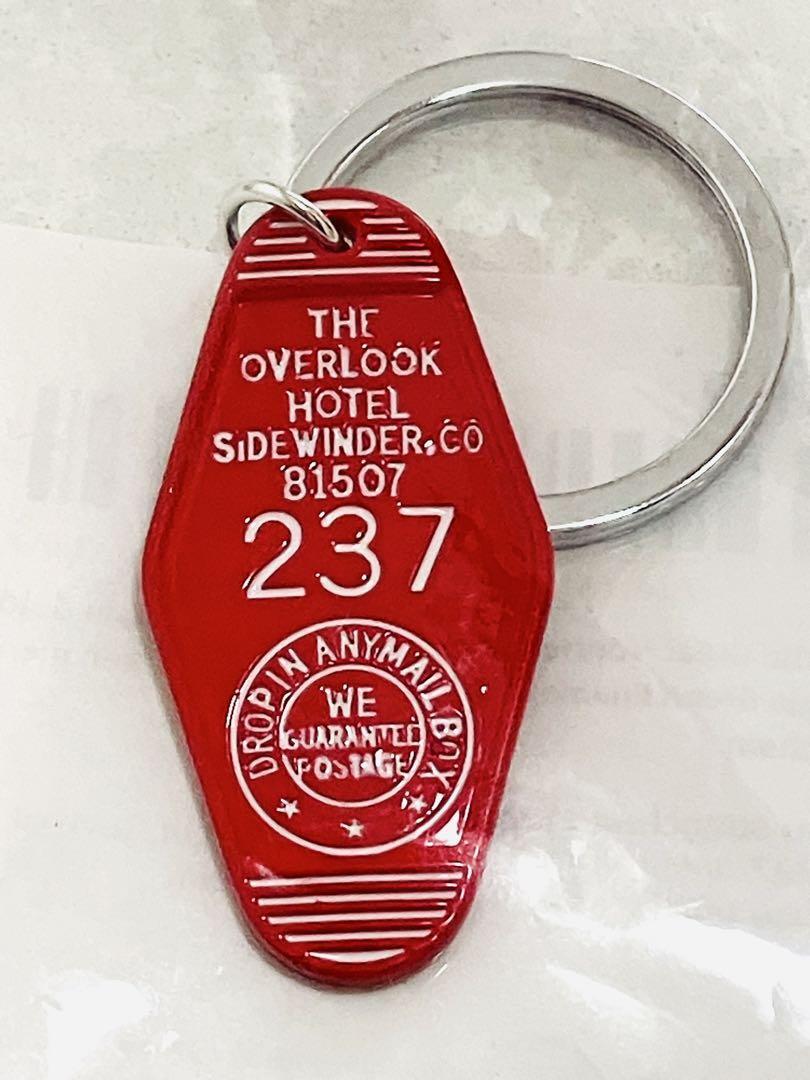 THE
OVERLOOK
HOTEL
SIDEWINDER, CO
81507
237
DROP IN ANY MAIL BOX
WE
GUARANTEE
POSTAGE